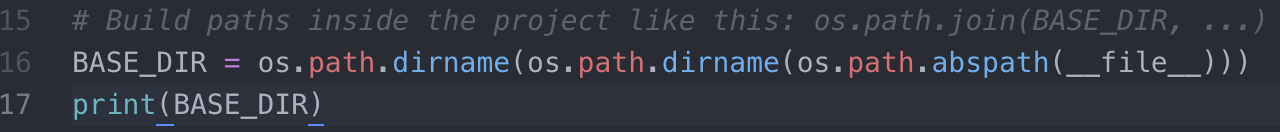 15 # Build paths inside the project like this: os.path.join(BASE_DIR, ...)
16 BASE_DIR = os.path.dirname(os.path.dirname(os.path.abspath(__file__)))
17 print(BASE_DIR)